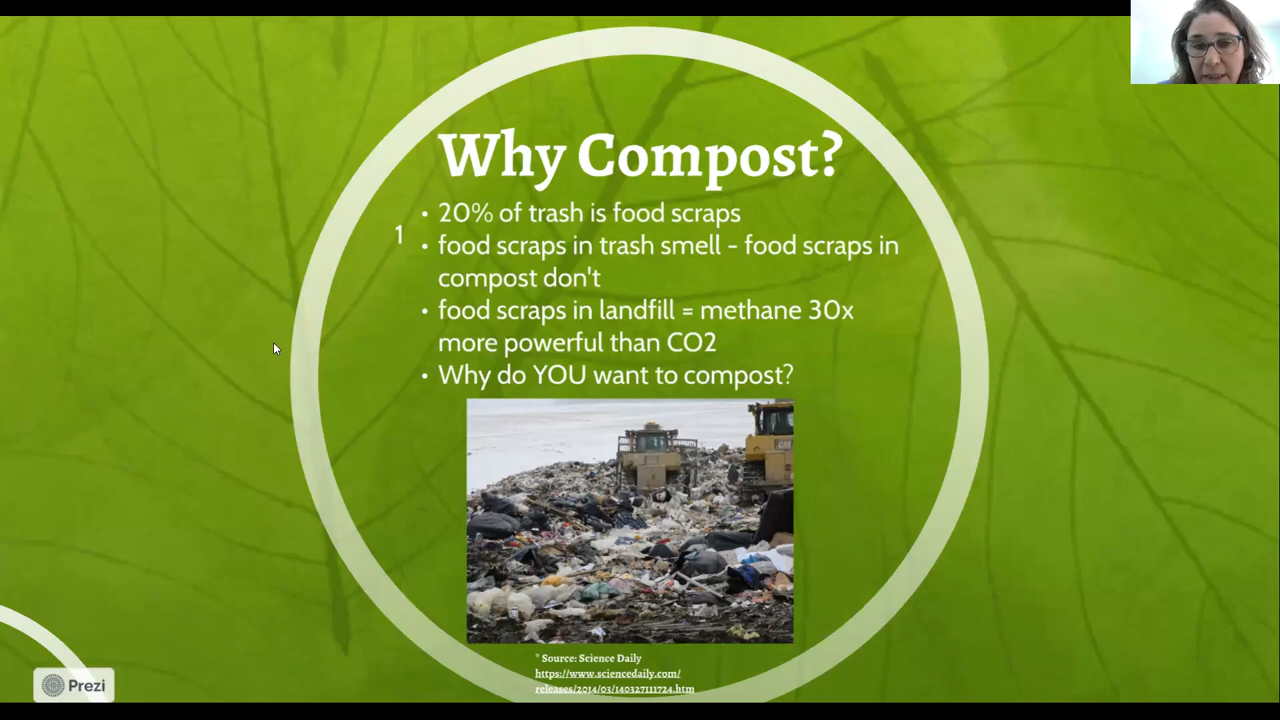 Why Compost?
1
• 20% of trash is food scraps
• food scraps in trash smell - food scraps in
compost don't
• food scraps in landfill = methane 30x
more powerful than CO2
• Why do YOU want to compost?
* Source: Science Daily
https://www.sciencedaily.com/
releases/2014/03/140327111724.htm
Prezi